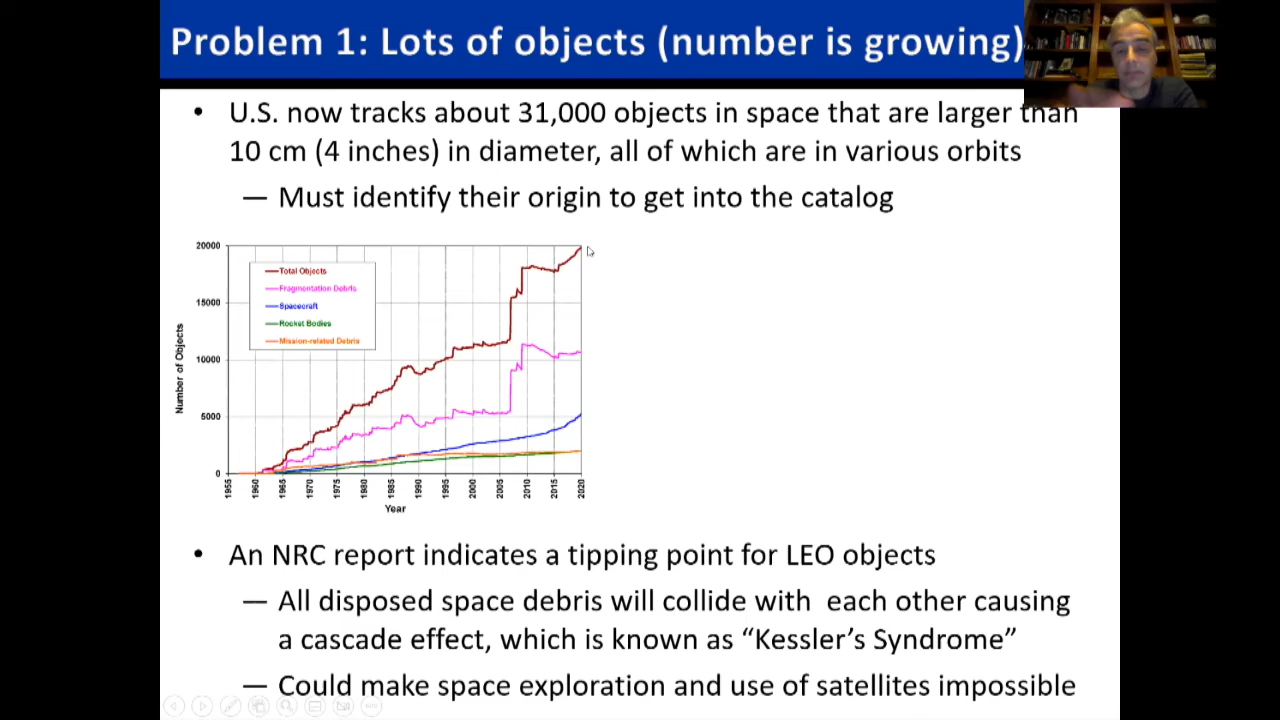 Problem 1: Lots of objects (number is growing)
• U.S. now tracks about 31,000 objects in space that are larger than
10 cm (4 inches) in diameter, all of which are in various orbits
— Must identify their origin to get into the catalog
20000
15000
10000
5000
0
Number of Objects
Total Objects
Fragmentation Debris
Spacecraft
Rocket Bodies
Mission-related Debris
1955 1960 1965 1970 1975 1980 1985 1990 1995 2000 2005 2010 2015 2020
Year
• An NRC report indicates a tipping point for LEO objects
— All disposed space debris will collide with each other causing
a cascade effect, which is known as “Kessler’s Syndrome”
— Could make space exploration and use of satellites impossible